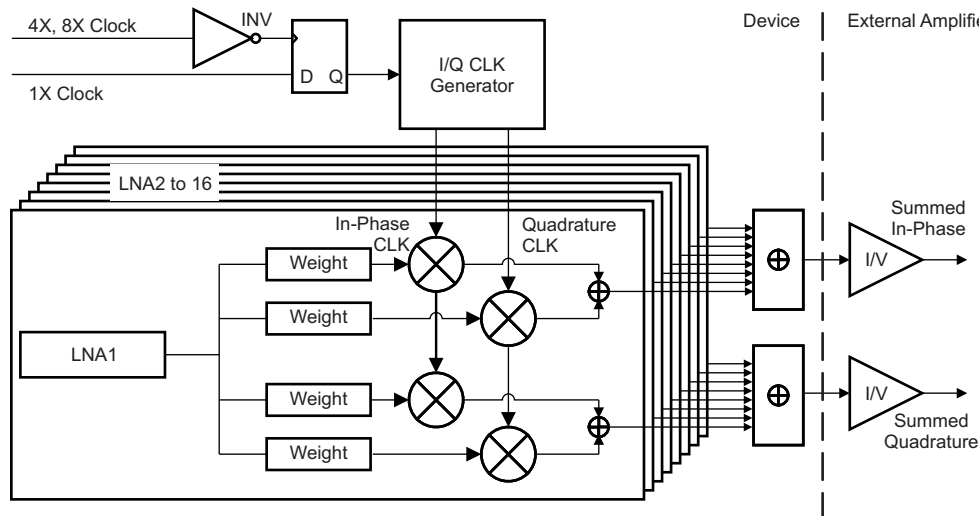 INV
Device
External Amplifie
4X, 8X Clock
D Q
1X Clock
I/Q CLK
Generator
LNA2 to 16
In-Phase
CLK
Quadrature
CLK
Weight
Weight
LNA1
Weight
Weight
Summed
In-Phase
I/V
I/V
Summed
Quadrature